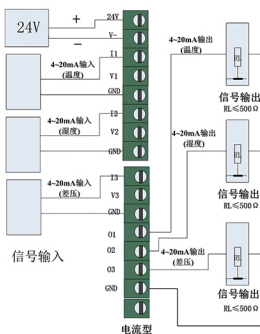 24V
+
−
24V
V-
4~20mA输入
(温度)
I1
V1
GND
4~20mA输入
(湿度)
I2
V2
GND
4~20mA输入
(差压)
I3
V3
GND
信号输入
O1
O2
O3
GND
电流型
4~20mA输出
(温度)
RL
信号输出
RL≤500Ω
4~20mA输出
(湿度)
RL
信号输出
RL≤500Ω
4~20mA输出
(差压)
RL
信号输出
RL≤500Ω